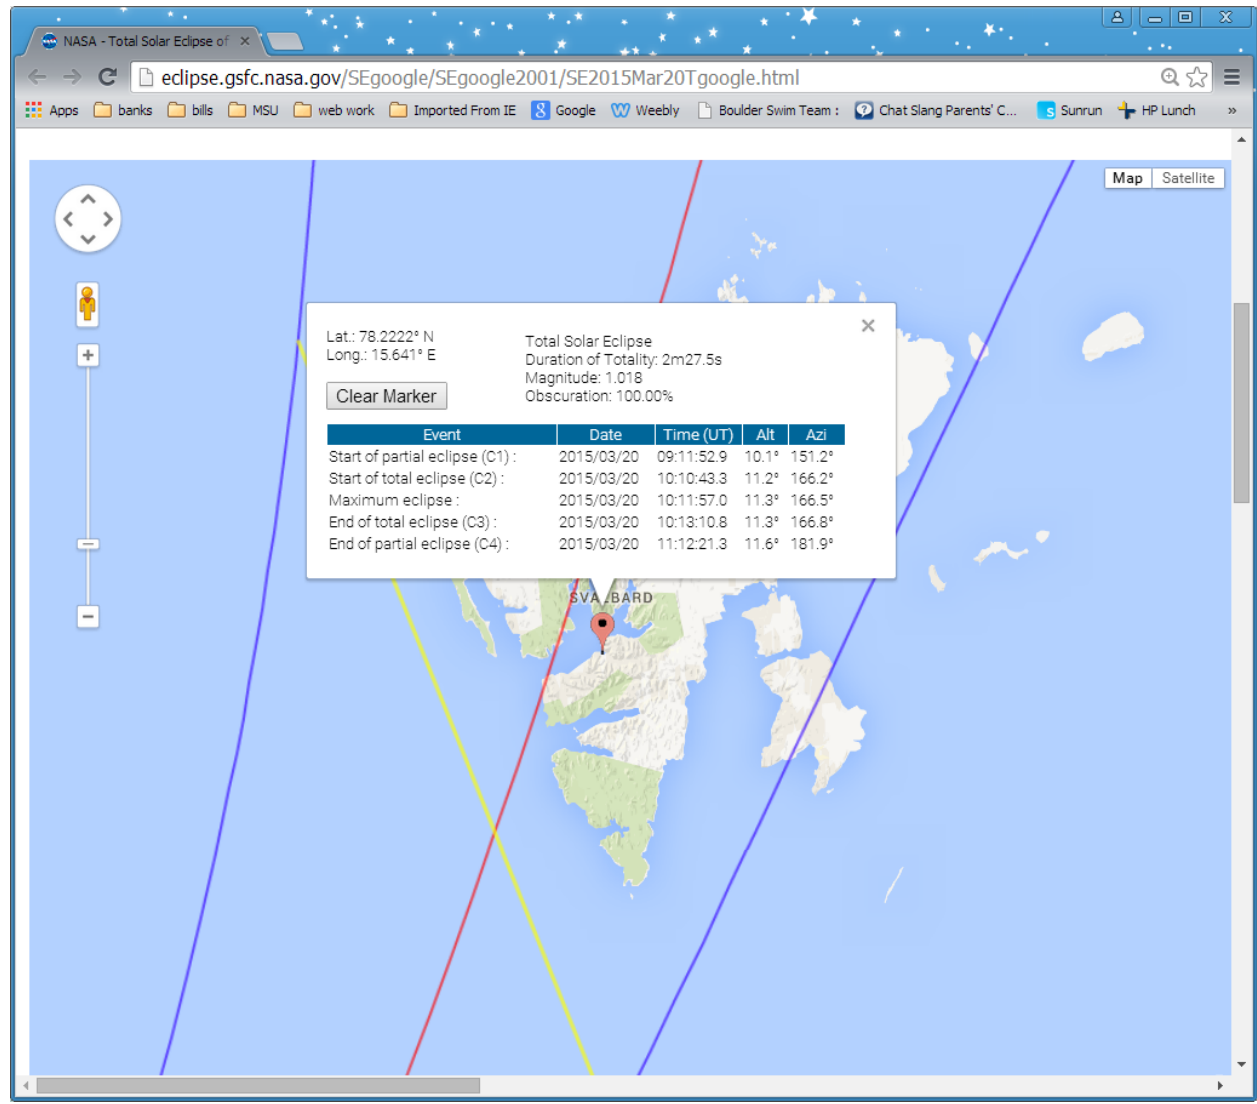 NASA - Total Solar Eclipse of
eclipse.gsfc.nasa.gov/SEgoogle/SEgoogle2001/SE2015Mar20Tgoogle.html
Apps banks bills MSU web work Imported From IE Google Weebly Boulder Swim Team : Chat Slang Parents' C... Sunrun HP Lunch »
Map Satellite
Lat.: 78.2222° N
Long.: 15.641° E
Clear Marker
Total Solar Eclipse
Duration of Totality: 2m27.5s
Magnitude: 1.018
Obscuration: 100.00%
Event Date Time (UT) Alt Azi
Start of partial eclipse (C1) : 2015/03/20 09:11:52.9 10.1° 151.2°
Start of total eclipse (C2) : 2015/03/20 10:10:43.3 11.2° 166.2°
Maximum eclipse : 2015/03/20 10:11:57.0 11.3° 166.5°
End of total eclipse (C3) : 2015/03/20 10:13:10.8 11.3° 166.8°
End of partial eclipse (C4) : 2015/03/20 11:12:21.3 11.6° 181.9°
SVALBARD